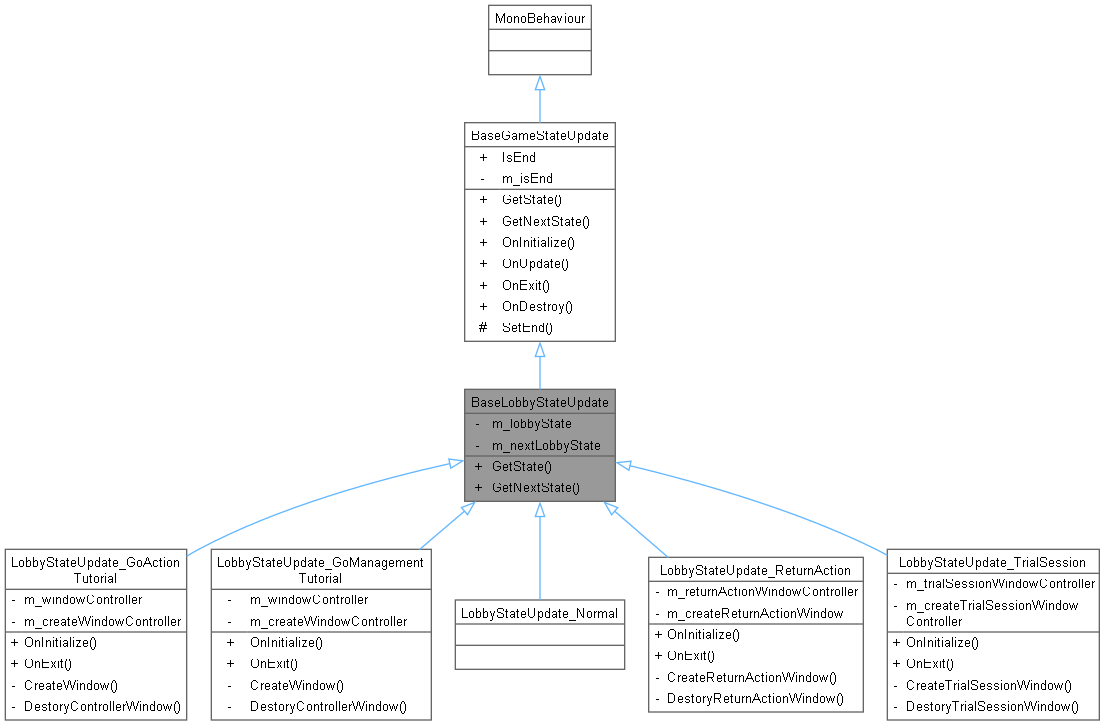 MonoBehaviour
BaseGameStateUpdate
+ IsEnd
- m_isEnd
+ GetState()
+ GetNextState()
+ OnInitialize()
+ OnUpdate()
+ OnExit()
+ OnDestroy()
# SetEnd()
BaseLobbyStateUpdate
- m_lobbyState
- m_nextLobbyState
+ GetState()
+ GetNextState()
LobbyStateUpdate_GoAction
Tutorial
- m_windowController
- m_createWindowController
+ OnInitialize()
+ OnExit()
- CreateWindow()
- DestoryControllerWindow()
LobbyStateUpdate_GoManagement
Tutorial
- m_windowController
- m_createWindowController
+ OnInitialize()
+ OnExit()
- CreateWindow()
- DestoryControllerWindow()
LobbyStateUpdate_Normal
LobbyStateUpdate_ReturnAction
- m_returnActionWindowController
- m_createReturnActionWindow
+ OnInitialize()
+ OnExit()
- CreateReturnActionWindow()
- DestoryReturnActionWindow()
LobbyStateUpdate_TrialSession
- m_trialSessionWindowController
- m_createTrialSessionWindow
Controller
+ OnInitialize()
+ OnExit()
- CreateTrialSessionWindow()
- DestoryTrialSessionWindow()